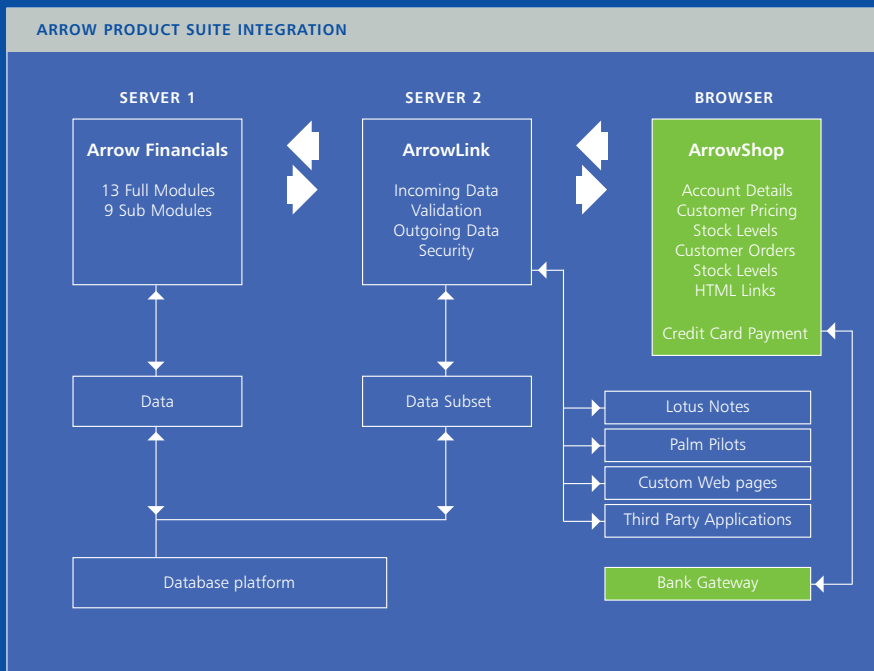 ARROW PRODUCT SUITE INTEGRATION
SERVER 1
Arrow Financials
13 Full Modules
9 Sub Modules
Data
SERVER 2
ArrowLink
Incoming Data
Validation
Outgoing Data
Security
Data Subset
Database platform
BROWSER
ArrowShop
Account Details
Customer Pricing
Stock Levels
Customer Orders
Stock Levels
HTML Links
Credit Card Payment
Lotus Notes
Palm Pilots
Custom Web pages
Third Party Applications
Bank Gateway